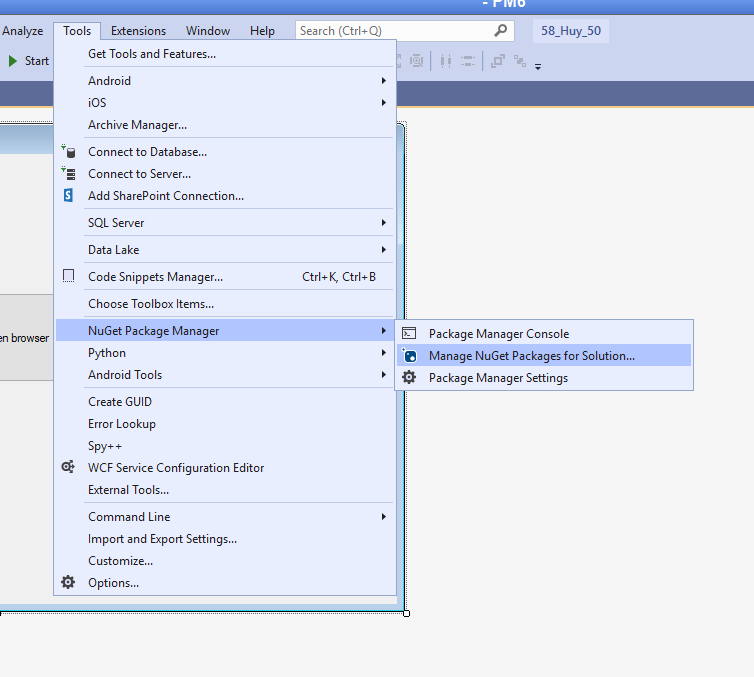 - PM6
Analyze Tools Extensions Window Help Search (Ctrl+Q) 58_Huy_50
Start
Get Tools and Features...
Android
iOS
Archive Manager...
Connect to Database...
Connect to Server...
Add SharePoint Connection...
SQL Server
Data Lake
Code Snippets Manager... Ctrl+K, Ctrl+B
Choose Toolbox Items...
NuGet Package Manager
Package Manager Console
Manage NuGet Packages for Solution...
Package Manager Settings
en browser
Python
Android Tools
Create GUID
Error Lookup
Spy++
WCF Service Configuration Editor
External Tools...
Command Line
Import and Export Settings...
Customize...
Options...